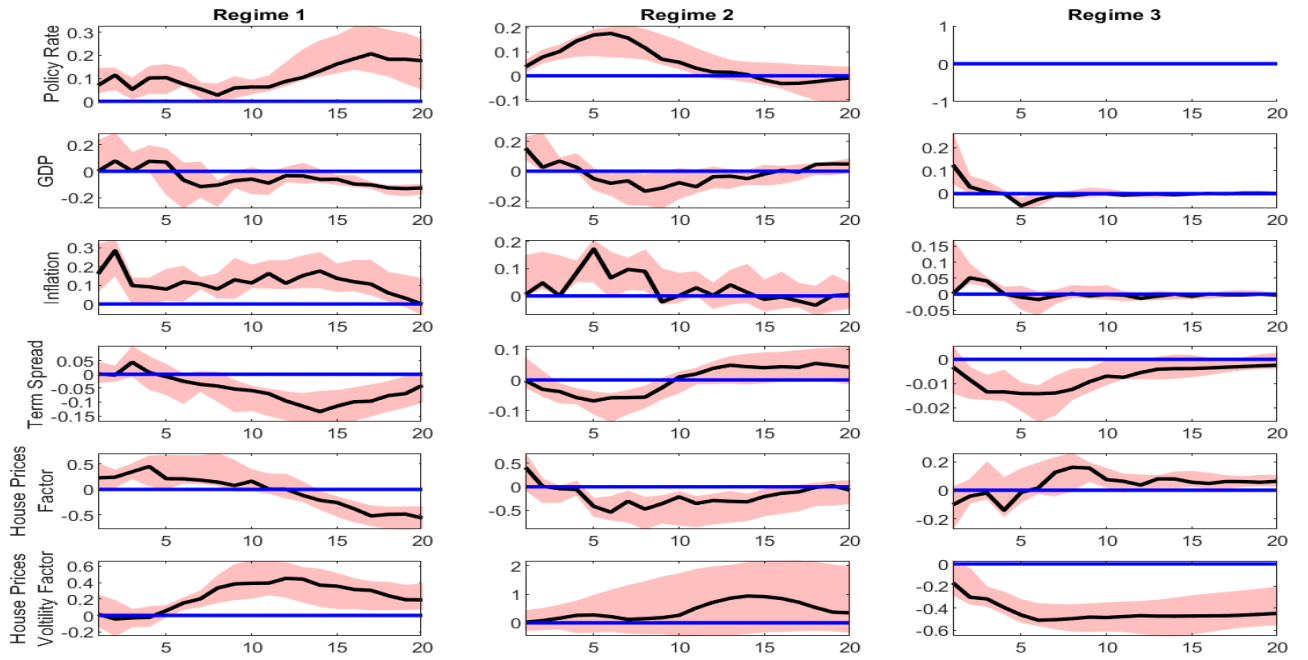 Regime 1 Regime 2 Regime 3
Policy Rate
0.3 0.2 0.1 0
5 10 15 20
0.2 0.1 0 -0.1
5 10 15 20
1 0 -1
5 10 15 20
GDP
0.2 0 -0.2
5 10 15 20
0.2 0 -0.2
5 10 15 20
0.2 0.1 0
5 10 15 20
Inflation
0.3 0.2 0.1 0
5 10 15 20
0.2 0.1 0
5 10 15 20
0.15 0.1 0.05 0 -0.05
5 10 15 20
Term Spread
0.05 0 -0.05 -0.1 -0.15
5 10 15 20
0.1 0 -0.1
5 10 15 20
0 -0.01 -0.02
5 10 15 20
House Prices
Factor
0.5 0 -0.5
5 10 15 20
0.5 0 -0.5
5 10 15 20
0.2 0 -0.2
5 10 15 20
House Prices
Voltility Factor
0.6 0.4 0.2 0 -0.2
5 10 15 20
2 1 0
5 10 15 20
0 -0.2 -0.4 -0.6
5 10 15 20